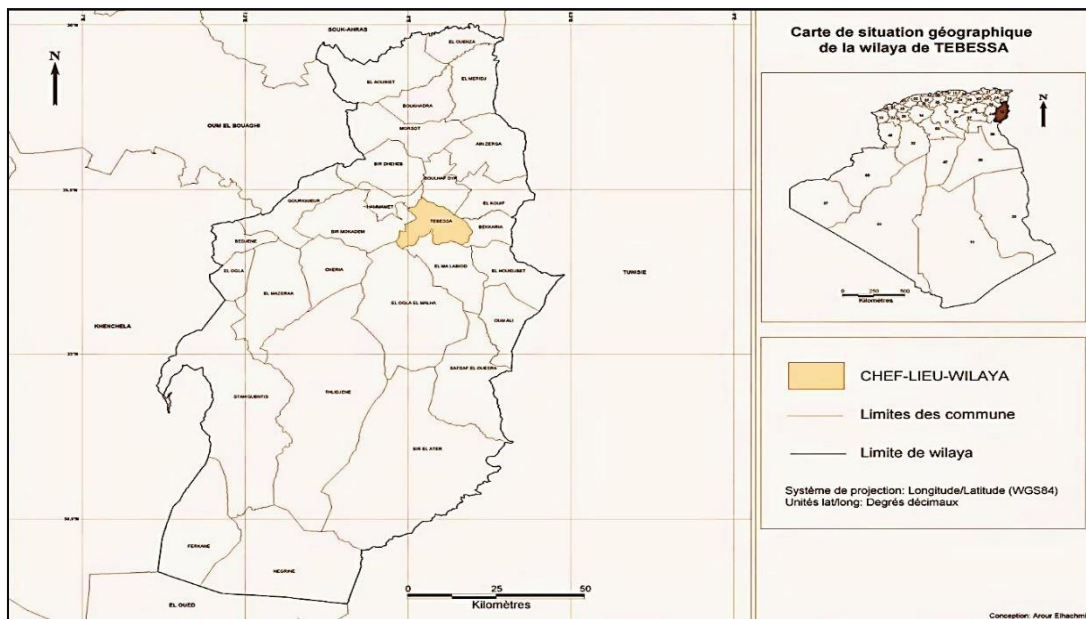 Carte de situation géographique
de la wilaya de TEBESSA
N
N
0 250 500
Kilomètres
CHEF-LIEU-WILAYA
Limites des commune
Limite de wilaya
Système de projection: Longitude/Latitude (WGS84)
Unités lat/long: Degrés décimaux
Conception: Arour Elhachmi
SOUK-AHRAS
EL OUENZA
EL AOUINET
EL MERIDJ
BOUKHADRA
OUM EL BOUAGHI
MORSOT
AIN ZERGA
BIR DHEHEB
BOULHAF DYR
GOURIGUEUR
HAMMAMET
EL KOUIF
TEBESSA
BEKKARIA
BIR MOKADEM
BEDJENE
EL OGLA
CHERIA
EL MA LABIOD
EL HOUIDJBET
TUNISIE
EL MAZERAA
EL OGLA EL MALHA
OUM ALI
KHENCHELA
SAFSAF EL OUESRA
STAH GUENTIS
THLIDJENE
BIR EL ATER
FERKANE
NEGRINE
EL OUED
0 25 50
Kilomètres